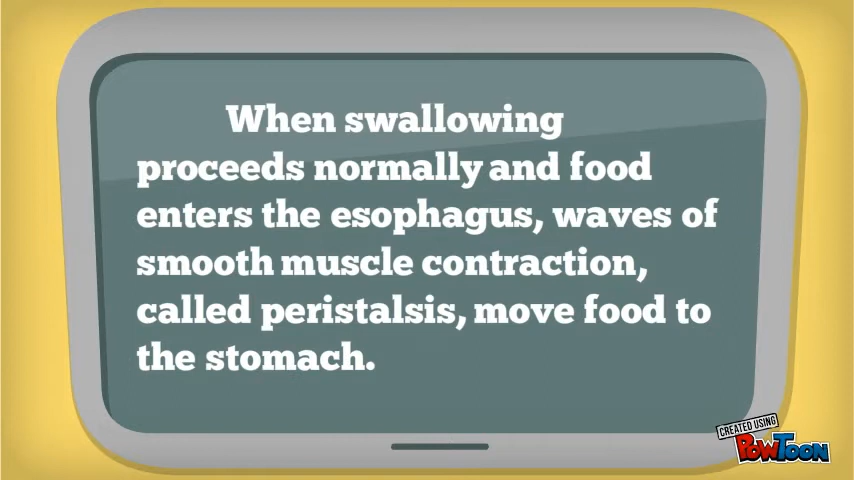 When swallowing
proceeds normally and food
enters the esophagus, waves of
smooth muscle contraction,
called peristalsis, move food to
the stomach.
CREATED USING
POWTOON